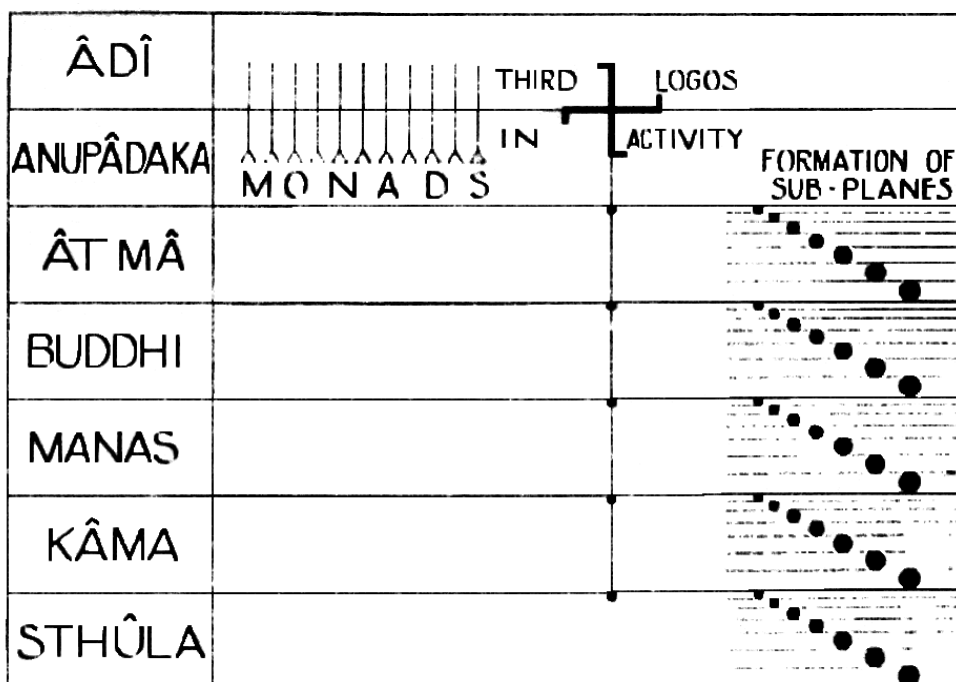 ÂDÎ
THIRD LOGOS
IN ACTIVITY
ANUPÂDAKA
MONADS
FORMATION OF
SUB-PLANES
ÂTMÂ
BUDDHI
MANAS
KÂMA
STHÛLA